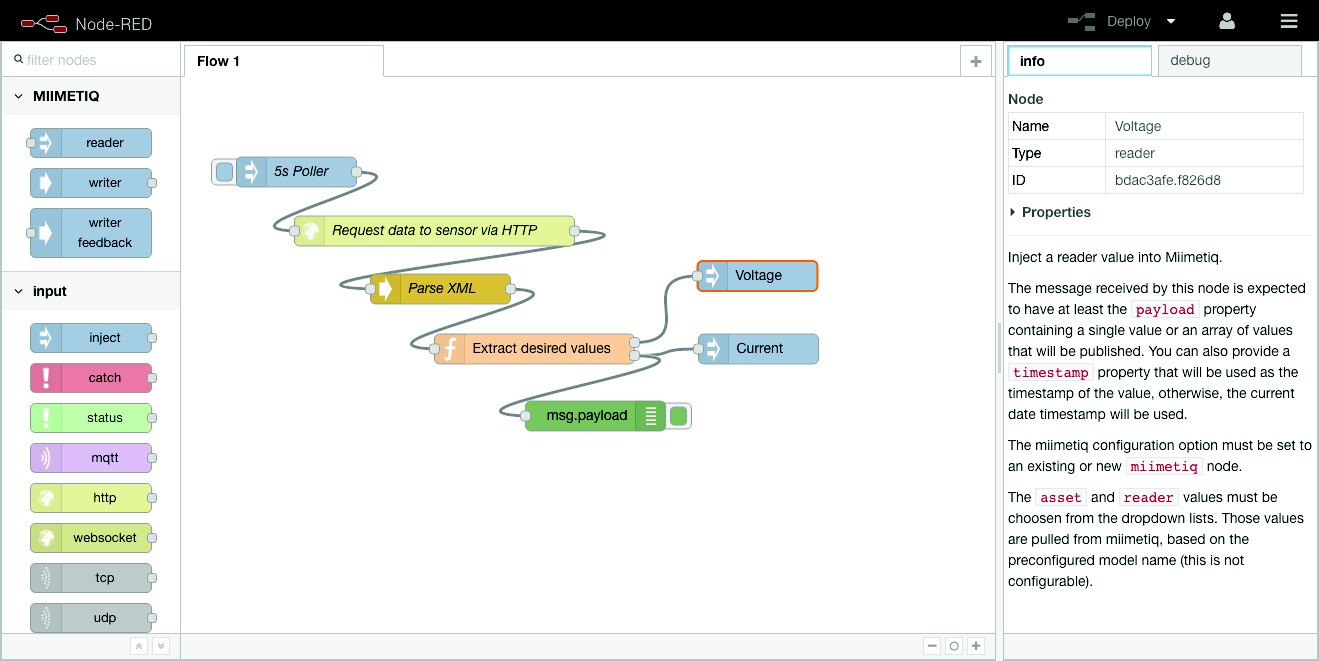 Node-RED
Deploy
filter nodes
MIIMETIQ
reader
writer
writer
feedback
input
inject
catch
status
mqtt
http
websocket
tcp
udp
Flow 1
5s Poller
Request data to sensor via HTTP
Parse XML
Extract desired values
Voltage
Current
msg.payload
info
debug
Node
Name Voltage
Type reader
ID bdac3afe.f826d8
Properties
Inject a reader value into Miimetiq.
The message received by this node is expected
to have at least the payload property
containing a single value or an array of values
that will be published. You can also provide a
timestamp property that will be used as the
timestamp of the value, otherwise, the current
date timestamp will be used.
The miimetiq configuration option must be set to
an existing or new miimetiq node.
The asset and reader values must be
choosen from the dropdown lists. Those values
are pulled from miimetiq, based on the
preconfigured model name (this is not
configurable).